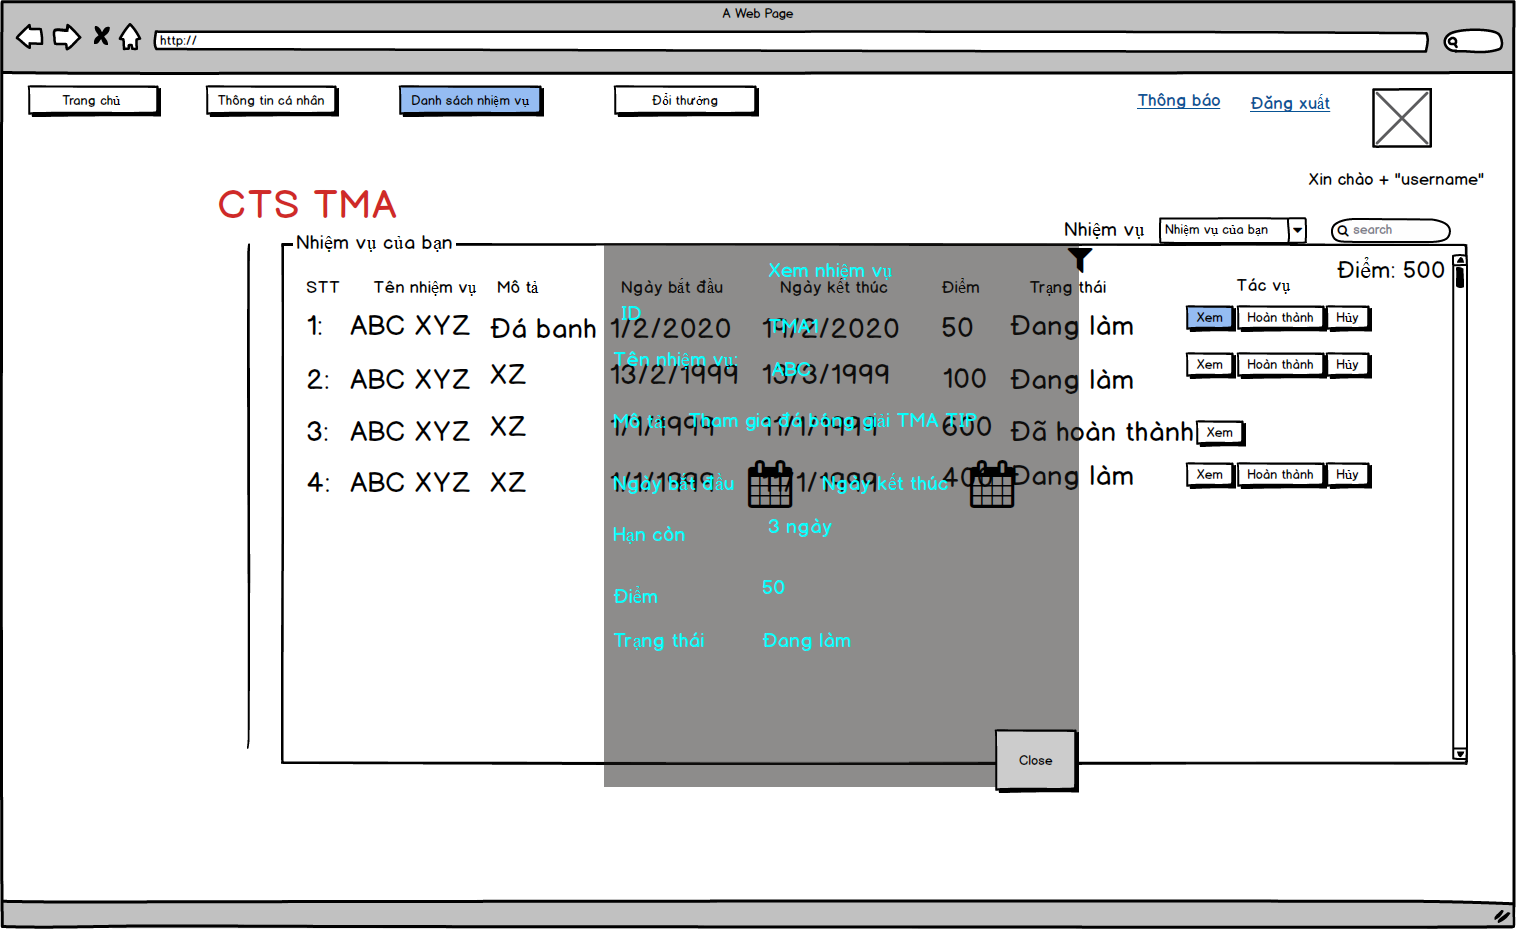 A Web Page
http://
Trang chủ
Thông tin cá nhân
Danh sách nhiệm vụ
Đổi thưởng
Thông báo
Đăng xuất
Xin chào + "username"
CTS TMA
Nhiệm vụ
Nhiệm vụ của bạn
search
Nhiệm vụ của bạn
Điểm: 500
STT Tên nhiệm vụ Mô tả Ngày bắt đầu Ngày kết thúc Điểm Trạng thái Tác vụ
1: ABC XYZ Đá banh 1/2/2020 19/2/2020 50 Đang làm Xem Hoàn thành Hủy
2: ABC XYZ XZ 13/2/1999 13/3/1999 100 Đang làm Xem Hoàn thành Hủy
3: ABC XYZ XZ 1/1/1999 11/1/1999 600 Đã hoàn thành Xem
4: ABC XYZ XZ 1/1/1999 11/1/1999 400 Đang làm Xem Hoàn thành Hủy
Xem nhiệm vụ
ID TMA1
Tên nhiệm vụ: ABC
Mô tả: Tham gia đá bóng giải TMA TIP
Ngày bắt đầu Ngày kết thúc
Hạn còn 3 ngày
Điểm 50
Trạng thái Đang làm
Close